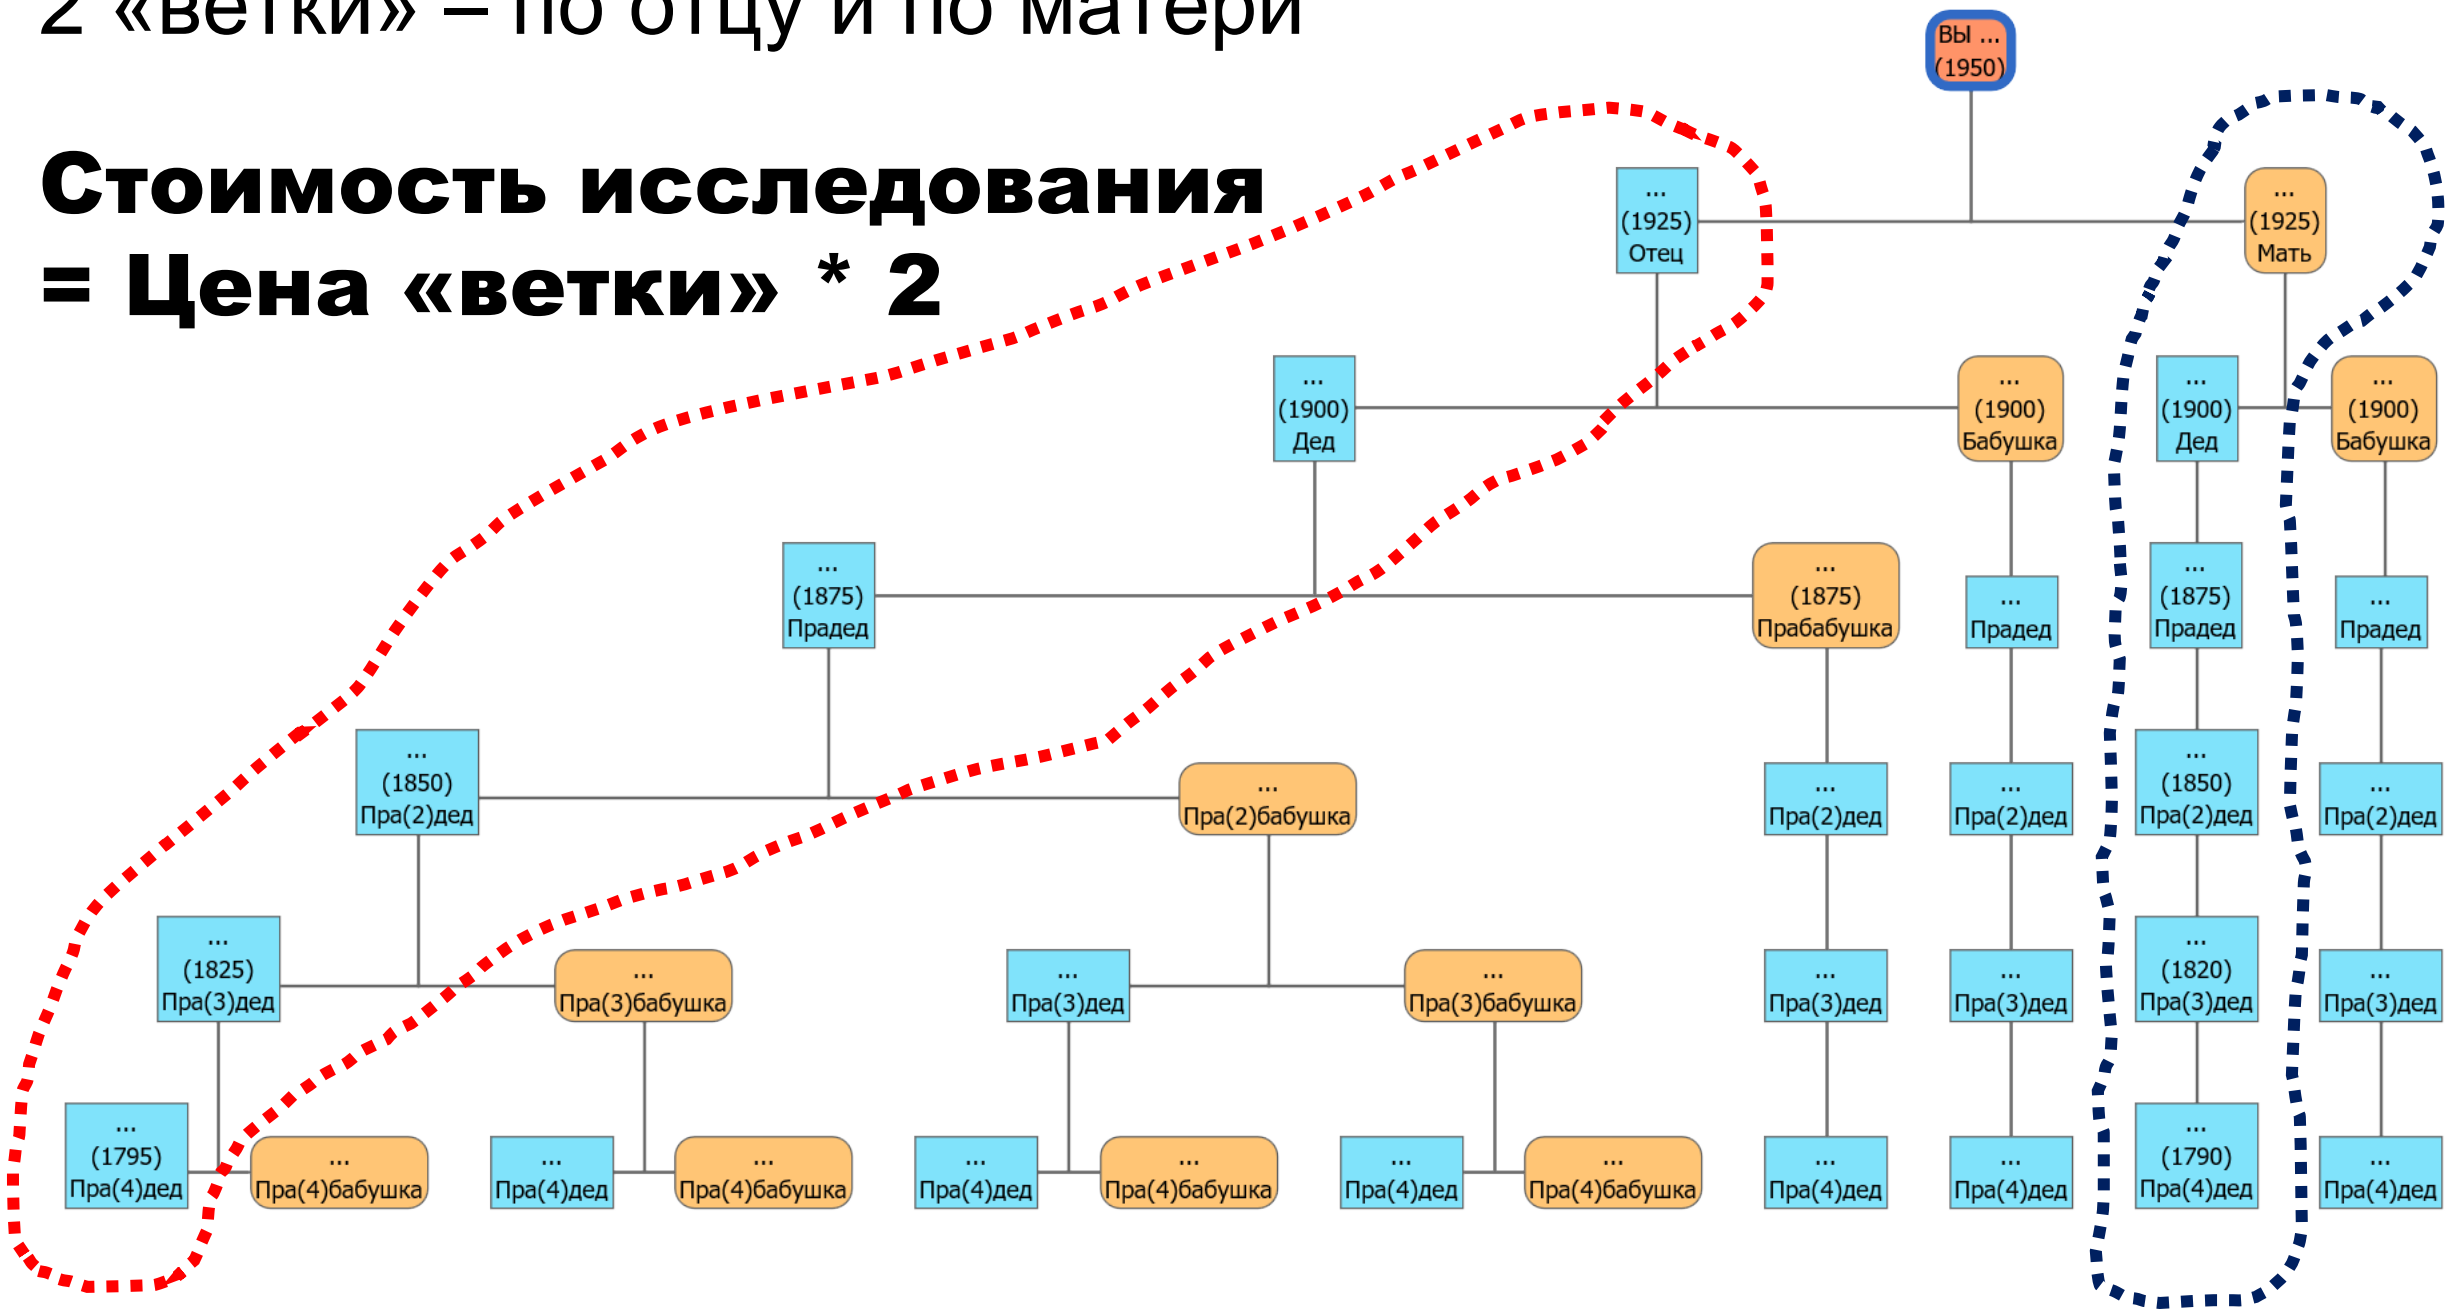 2 «ветки» – по отцу и по матери
Стоимость исследования
= Цена «ветки» * 2
ВЫ ...
(1950)
...
(1925)
Отец
...
(1925)
Мать
...
(1900)
Дед
...
(1900)
Бабушка
...
(1900)
Дед
...
(1900)
Бабушка
...
(1875)
Прадед
...
(1875)
Прабабушка
...
Прадед
...
(1875)
Прадед
...
Прадед
...
(1850)
Пра(2)дед
...
Пра(2)бабушка
...
Пра(2)дед
...
Пра(2)дед
...
(1850)
Пра(2)дед
...
Пра(2)дед
...
(1825)
Пра(3)дед
...
Пра(3)бабушка
...
Пра(3)дед
...
Пра(3)бабушка
...
Пра(3)дед
...
Пра(3)дед
...
(1820)
Пра(3)дед
...
Пра(3)дед
...
(1795)
Пра(4)дед
...
Пра(4)бабушка
...
Пра(4)дед
...
Пра(4)бабушка
...
Пра(4)дед
...
Пра(4)бабушка
...
Пра(4)дед
...
Пра(4)бабушка
...
Пра(4)дед
...
Пра(4)дед
...
(1790)
Пра(4)дед
...
Пра(4)дед